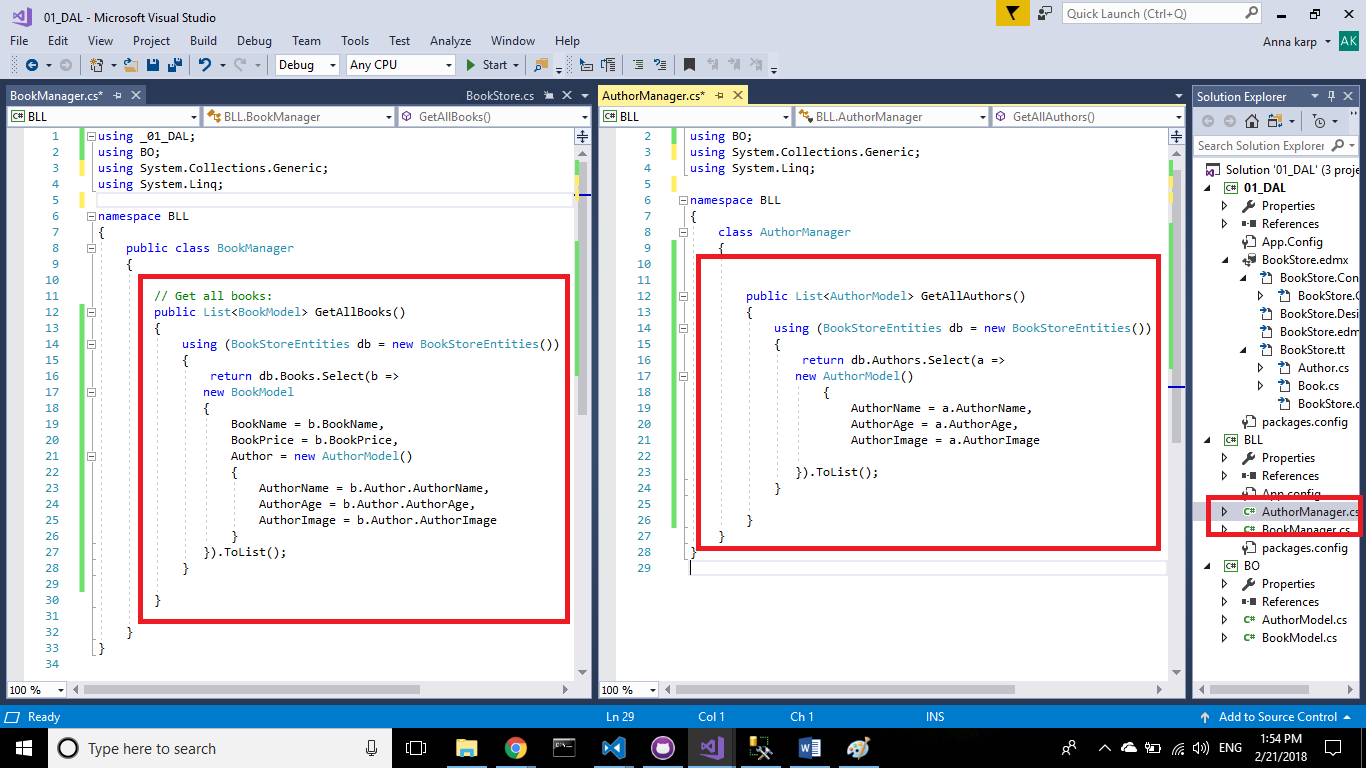 01_DAL - Microsoft Visual Studio
Quick Launch (Ctrl+Q)
File Edit View Project Build Debug Team Tools Test Analyze Window Help
Anna karp AK
Debug Any CPU Start
BookManager.cs* BookStore.cs
BLL BLL.BookManager GetAllBooks()
1 using _01_DAL;
2 using BO;
3 using System.Collections.Generic;
4 using System.Linq;
5
6 namespace BLL
7 {
8 public class BookManager
9 {
10
11 // Get all books:
12 public List<BookModel> GetAllBooks()
13 {
14 using (BookStoreEntities db = new BookStoreEntities())
15 {
16 return db.Books.Select(b =>
17 new BookModel
18 {
19 BookName = b.BookName,
20 BookPrice = b.BookPrice,
21 Author = new AuthorModel()
22 {
23 AuthorName = b.Author.AuthorName,
24 AuthorAge = b.Author.AuthorAge,
25 AuthorImage = b.Author.AuthorImage
26 }
27 }).ToList();
28 }
29
30 }
31
32 }
33 }
34
100 %
AuthorManager.cs*
BLL BLL.AuthorManager GetAllAuthors()
2 using BO;
3 using System.Collections.Generic;
4 using System.Linq;
5
6 namespace BLL
7 {
8 class AuthorManager
9 {
10
11
12 public List<AuthorModel> GetAllAuthors()
13 {
14 using (BookStoreEntities db = new BookStoreEntities())
15 {
16 return db.Authors.Select(a =>
17 new AuthorModel()
18 {
19 AuthorName = a.AuthorName,
20 AuthorAge = a.AuthorAge,
21 AuthorImage = a.AuthorImage
22
23 }).ToList();
24 }
25
26 }
27 }
28 }
29
100 %
Solution Explorer
Search Solution Explorer
Solution '01_DAL' (3 proje
01_DAL
Properties
References
App.Config
BookStore.edmx
BookStore.Con
BookStore.C
BookStore.Desi
BookStore.edm
BookStore.tt
Author.cs
Book.cs
BookStore.c
packages.config
BLL
Properties
References
App.config
AuthorManager.cs
BookManager.cs
packages.config
BO
Properties
References
AuthorModel.cs
BookModel.cs
Ready Ln 29 Col 1 Ch 1 INS Add to Source Control
Type here to search
ENG
1:54 PM
2/21/2018